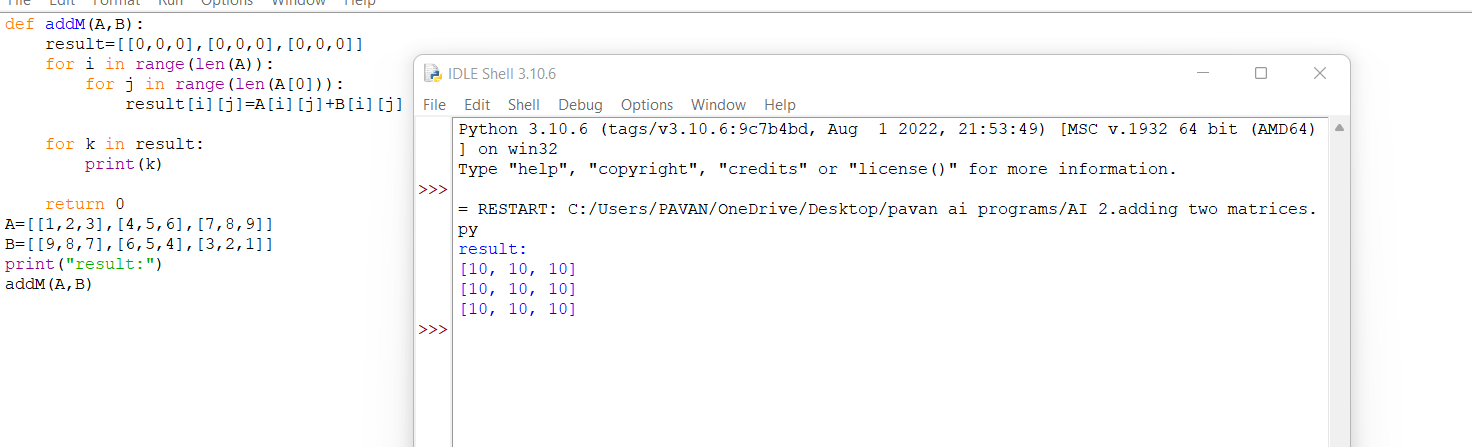 File Edit Format Run Options Window Help
def addM(A,B):
    result=[[0,0,0],[0,0,0],[0,0,0]]
    for i in range(len(A)):
        for j in range(len(A[0])):
            result[i][j]=A[i][j]+B[i][j]
    for k in result:
        print(k)
    return 0
A=[[1,2,3],[4,5,6],[7,8,9]]
B=[[9,8,7],[6,5,4],[3,2,1]]
print("result:")
addM(A,B)
IDLE Shell 3.10.6
File Edit Shell Debug Options Window Help
Python 3.10.6 (tags/v3.10.6:9c7b4bd, Aug  1 2022, 21:53:49) [MSC v.1932 64 bit (AMD64)
] on win32
Type "help", "copyright", "credits" or "license()" for more information.
>>>
= RESTART: C:/Users/PAVAN/OneDrive/Desktop/pavan ai programs/AI 2.adding two matrices.
py
result:
[10, 10, 10]
[10, 10, 10]
[10, 10, 10]
>>>